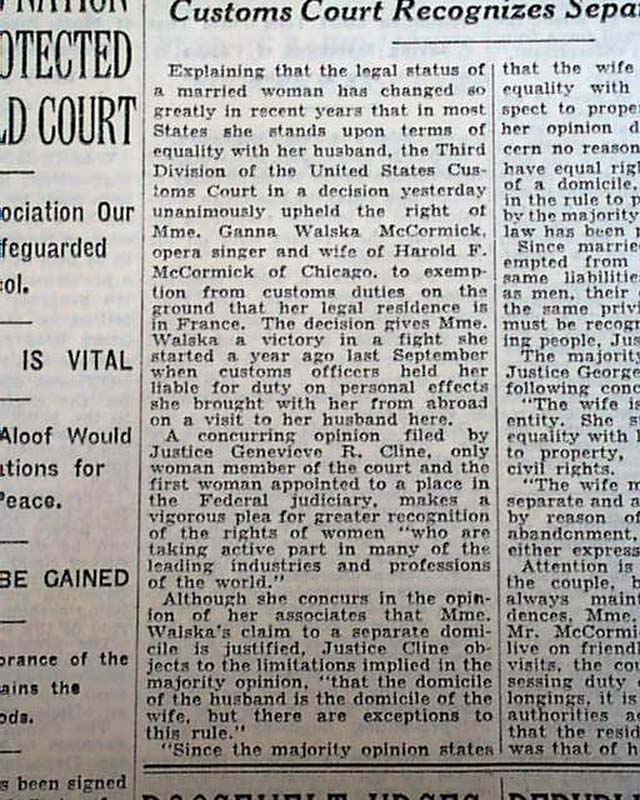 NATION
OTECTED
LD COURT
ociation Our
feguarded
ol.
IS VITAL
Aloof Would
ations for
Peace.
BE GAINED
orance of the
ains the
ods.
s been signed
Customs Court Recognizes Sepa
Explaining that the legal status of
a married woman has changed so
greatly in recent years that in most
States she stands upon terms of
equality with her husband, the Third
Division of the United States Cus-
toms Court in a decision yesterday
unanimously upheld the right of
Mme. Ganna Walska McCormick,
opera singer and wife of Harold F.
McCormick of Chicago, to exemp-
tion from customs duties on the
ground that her legal residence is
in France. The decision gives Mme.
Walska a victory in a fight she
started a year ago last September
when customs officers held her
liable for duty on personal effects
she brought with her from abroad
on a visit to her husband here.
A concurring opinion filed by
Justice Genevieve R. Cline, only
woman member of the court and the
first woman appointed to a place in
the Federal judiciary, makes a
vigorous plea for greater recognition
of the rights of women "who are
taking active part in many of the
leading industries and professions
of the world."
Although she concurs in the opin-
ion of her associates that Mme.
Walska's claim to a separate domi-
cile is justified, Justice Cline ob-
jects to the limitations implied in the
majority opinion, "that the domicile
of the husband is the domicile of the
wife, but there are exceptions to
this rule."
"Since the majority opinion states
that the wife
equality with
spect to prope
her opinion d
cern no reason
have equal righ
of a domicile,
in the rule to p
by the majority
law has been p
Since marrie
empted from
same liabilitie
as men, their
the same privi
must be recog
ing people, Jus
The majority
Justice George
following conc
"The wife is
entity. She s
equality with h
to property,
civil rights.
"The wife m
separate and a
by reason of
abandonment,
either express
Attention is
the couple, b
always maint
dences, Mme.
Mr. McCormi
live on friendl
visits, the cou
sessing duty
longings, it is
authorities ac
that the resid
was that of h
ROOSEVELT URGES
REPUBL